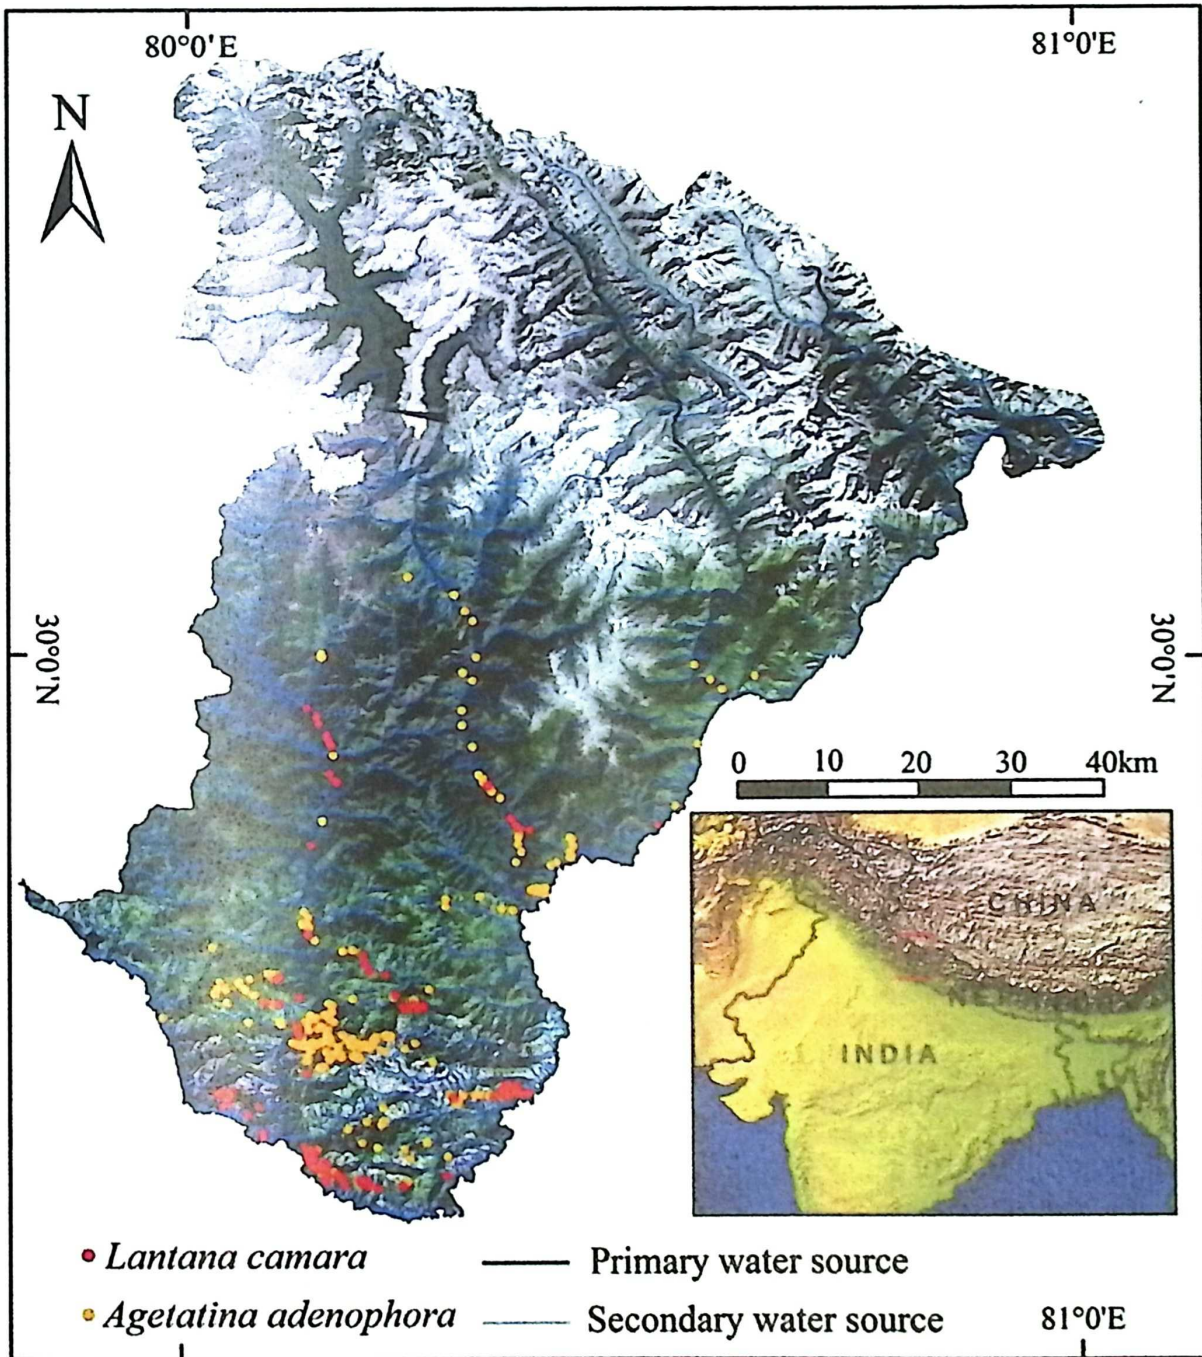 80°0'E
81°0'E
N
30°0'N
30°0'N
0 10 20 30 40km
CHINA
INDIA
Lantana camara
Primary water source
Agetatina adenophora
Secondary water source
81°0'E